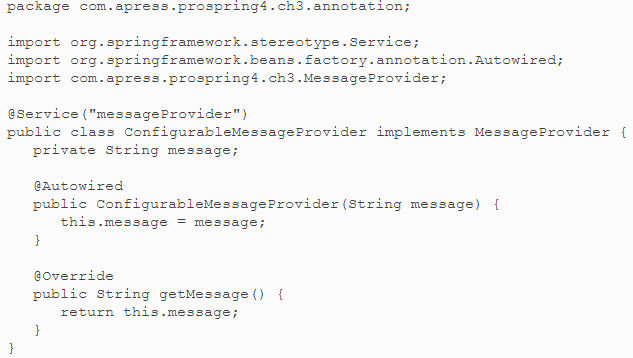 package com.apress.prospring4.ch3.annotation;
import org.springframework.stereotype.Service;
import org.springframework.beans.factory.annotation.Autowired;
import com.apress.prospring4.ch3.MessageProvider;
@Service("messageProvider")
public class ConfigurableMessageProvider implements MessageProvider {
private String message;
@Autowired
public ConfigurableMessageProvider(String message) {
this.message = message;
}
@Override
public String getMessage() {
return this.message;
}
}